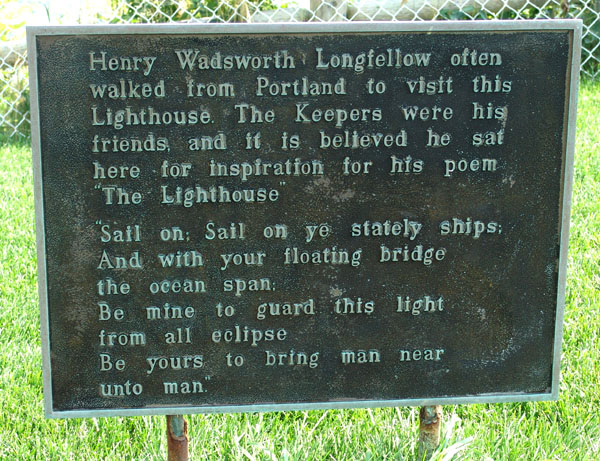 Henry Wadsworth Longfellow often
walked from Portland to visit this
Lighthouse. The Keepers were his
friends, and it is believed he sat
here for inspiration for his poem
"The Lighthouse"
"Sail on; Sail on ye stately ships;
And with your floating bridge
the ocean span;
Be mine to guard this light
from all eclipse
Be yours to bring man near
unto man."